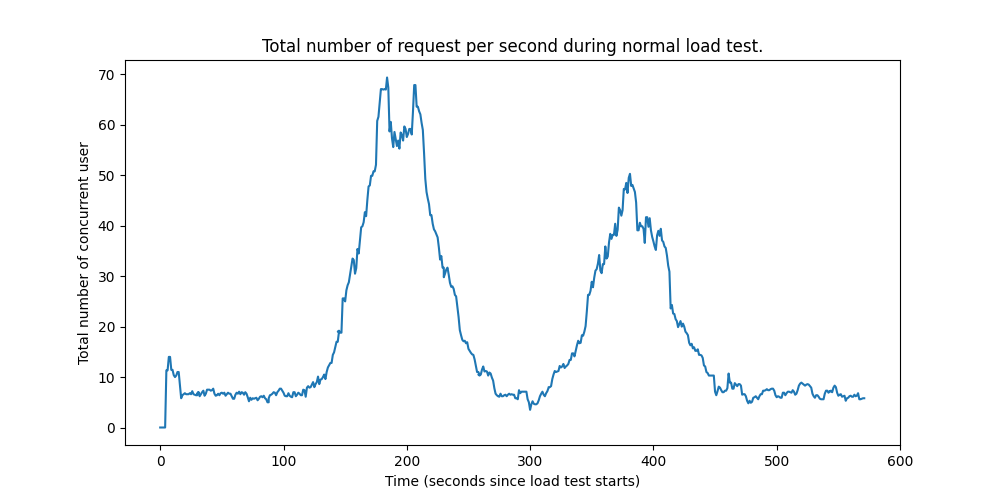 Total number of request per second during normal load test.
Total number of concurrent user
70
60
50
40
30
20
10
0
0 100 200 300 400 500 600
Time (seconds since load test starts)